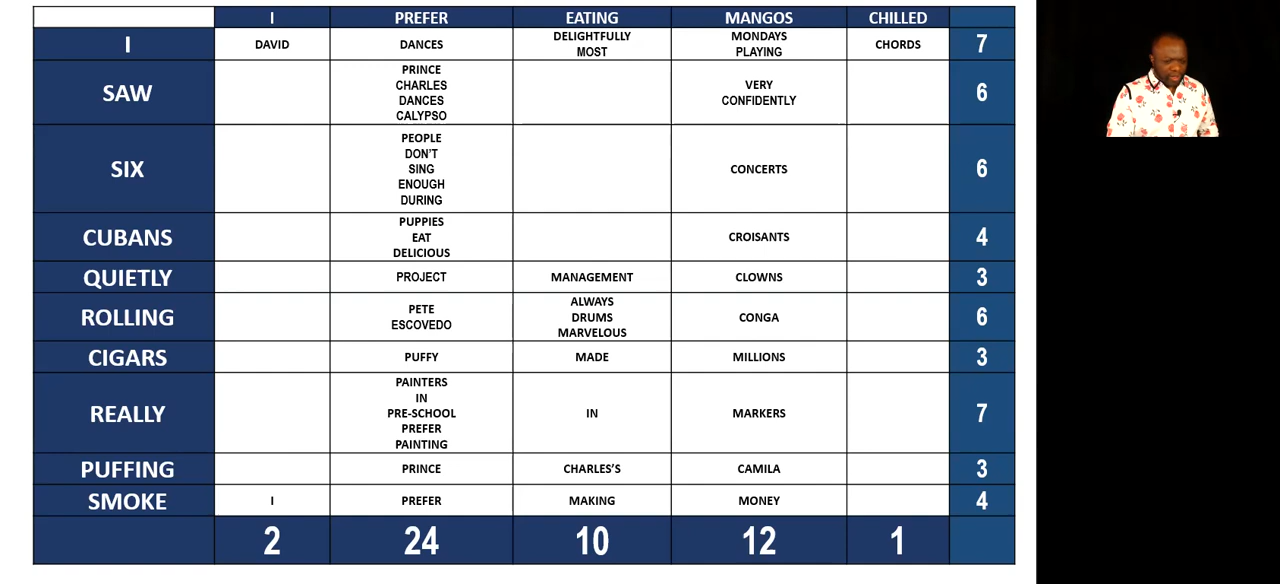 I PREFER EATING MANGOS CHILLED
I DAVID DANCES DELIGHTFULLY MONDAYS CHORDS 7
MOST PLAYING
SAW PRINCE VERY 6
CHARLES CONFIDENTLY
DANCES
CALYPSO
SIX PEOPLE CONCERTS 6
DON'T
SING
ENOUGH
DURING
CUBANS PUPPIES CROISANTS 4
EAT
DELICIOUS
QUIETLY PROJECT MANAGEMENT CLOWNS 3
ROLLING PETE ALWAYS CONGA 6
ESCOVEDO DRUMS
MARVELOUS
CIGARS PUFFY MADE MILLIONS 3
REALLY PAINTERS IN MARKERS 7
IN
PRE-SCHOOL
PREFER
PAINTING
PUFFING PRINCE CHARLES'S CAMILA 3
SMOKE I PREFER MAKING MONEY 4
2 24 10 12 1